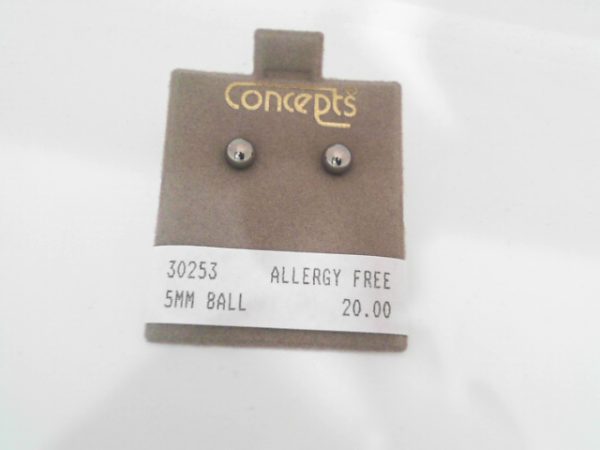 Concepts
30253 ALLERGY FREE
5MM BALL 20.00